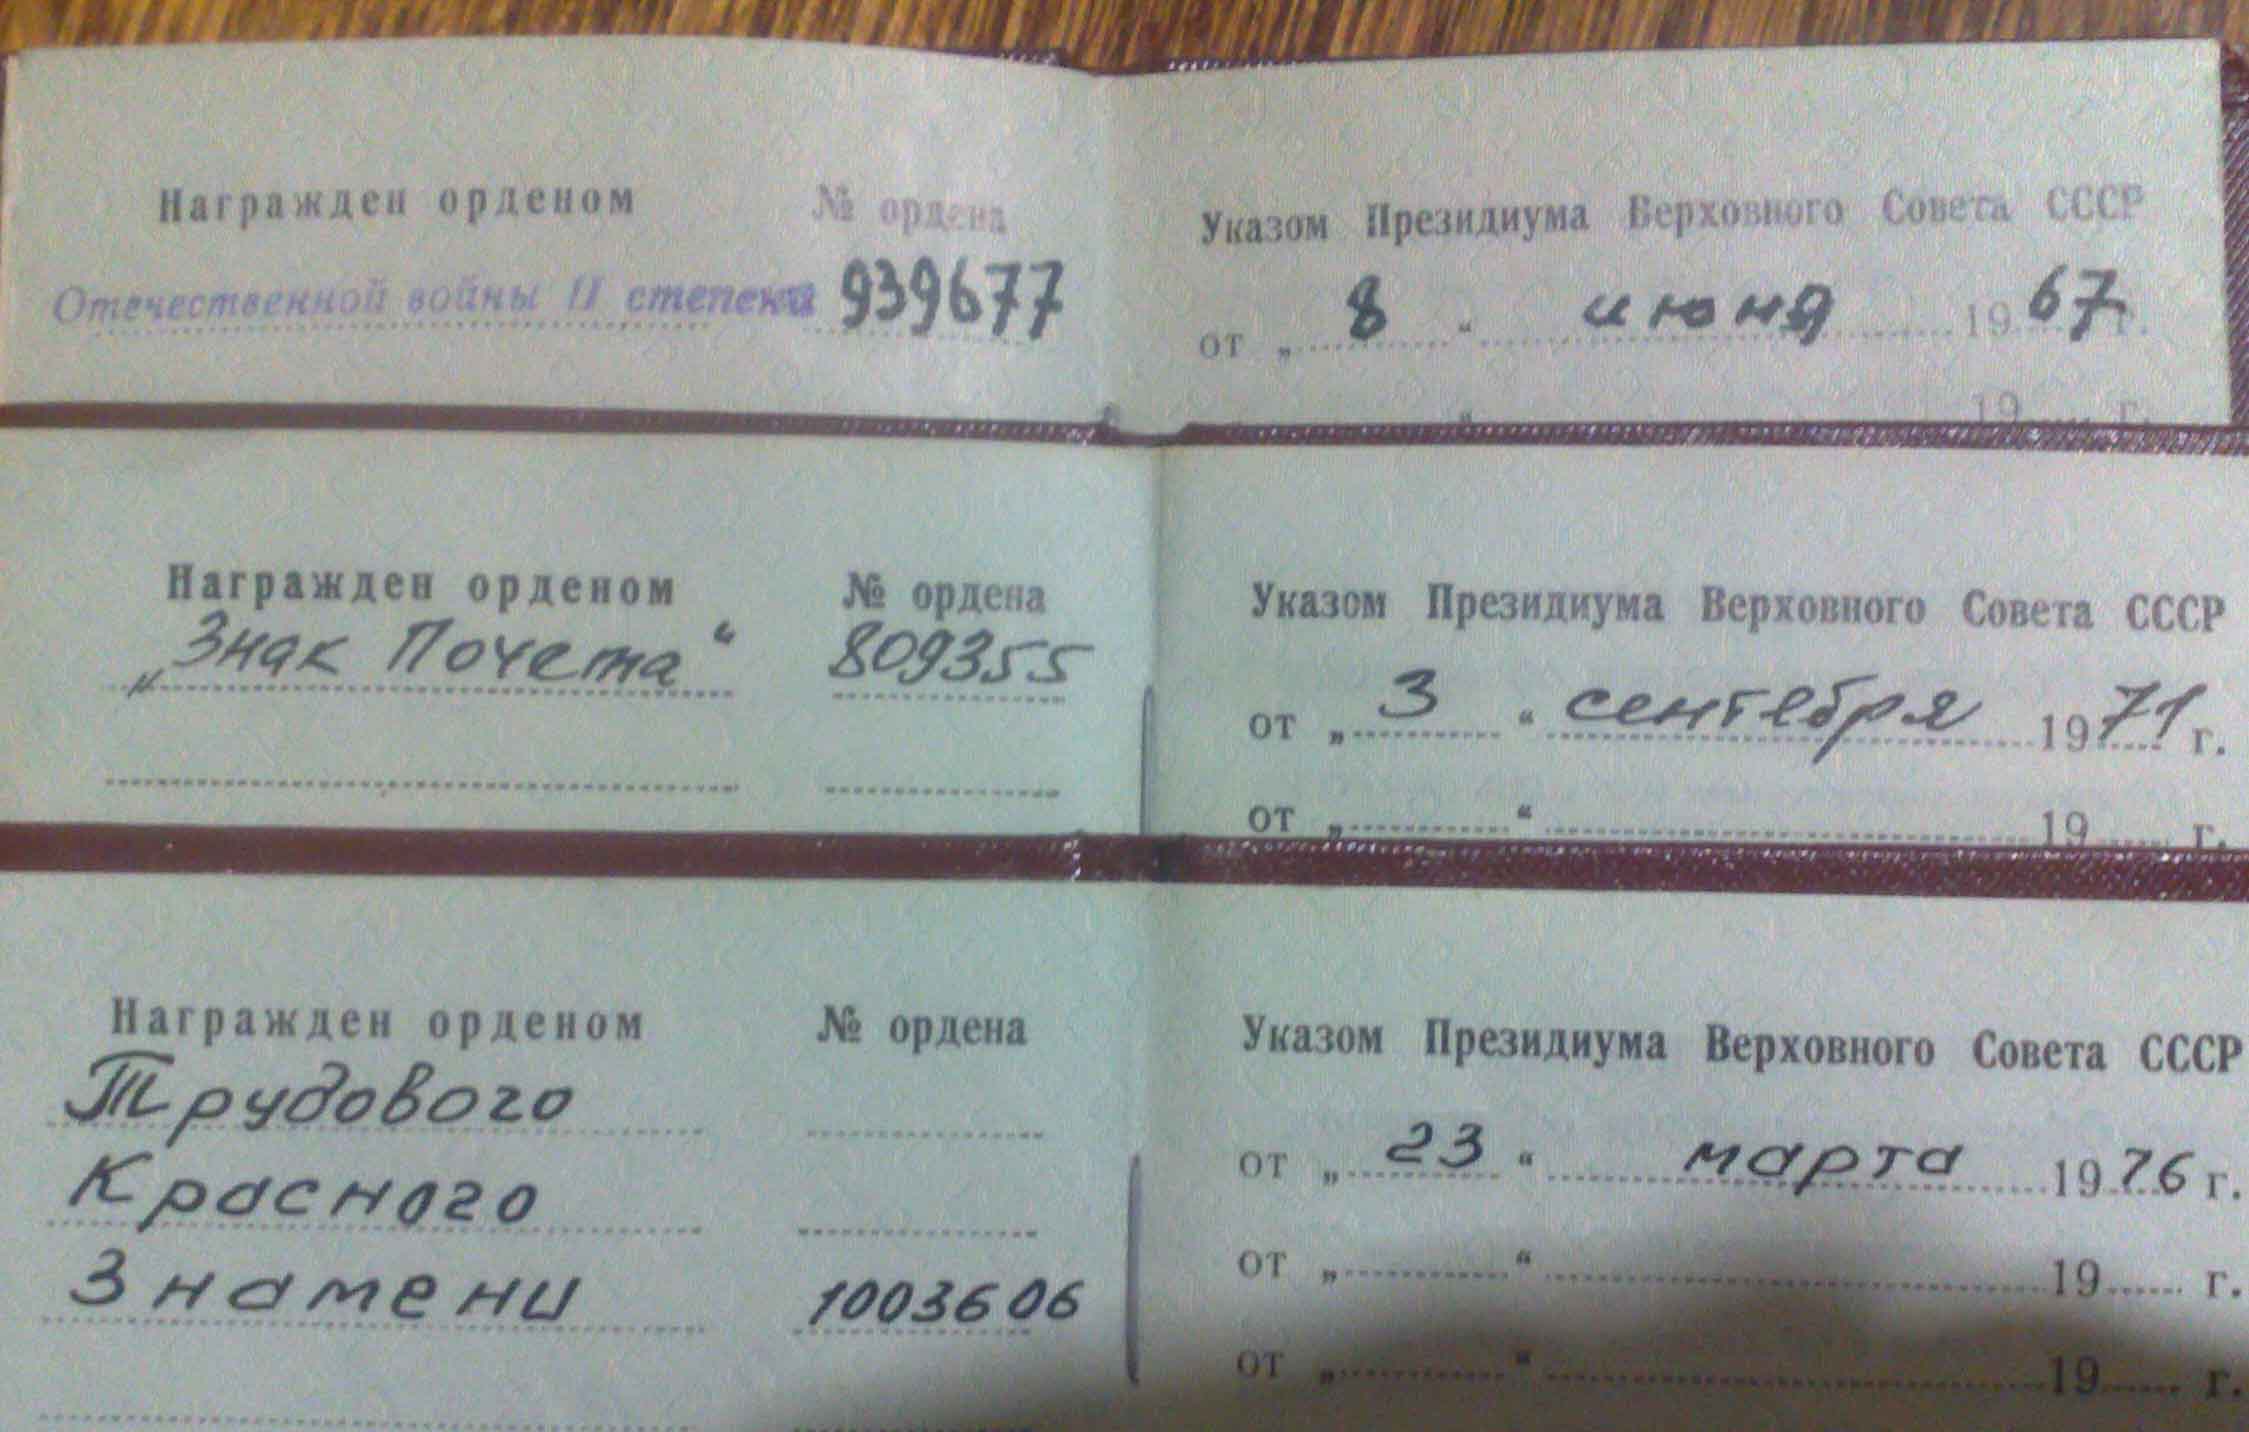 Награжден орденом № ордена
Отечественной войны II степени 939677
Указом Президиума Верховного Совета СССР
от „ 8 “ июня 1967 г.
“ 19 г.
Награжден орденом № ордена
„Знак Почета“ 809355
Указом Президиума Верховного Совета СССР
от „ 3 “ сентября 1971 г.
от „ “ 19 г.
Награжден орденом № ордена
Трудового
Красного
Знамени 1003606
Указом Президиума Верховного Совета СССР
от „ 23 “ марта 1976 г.
от „ “ 19 г.
от „ “ 19 г.